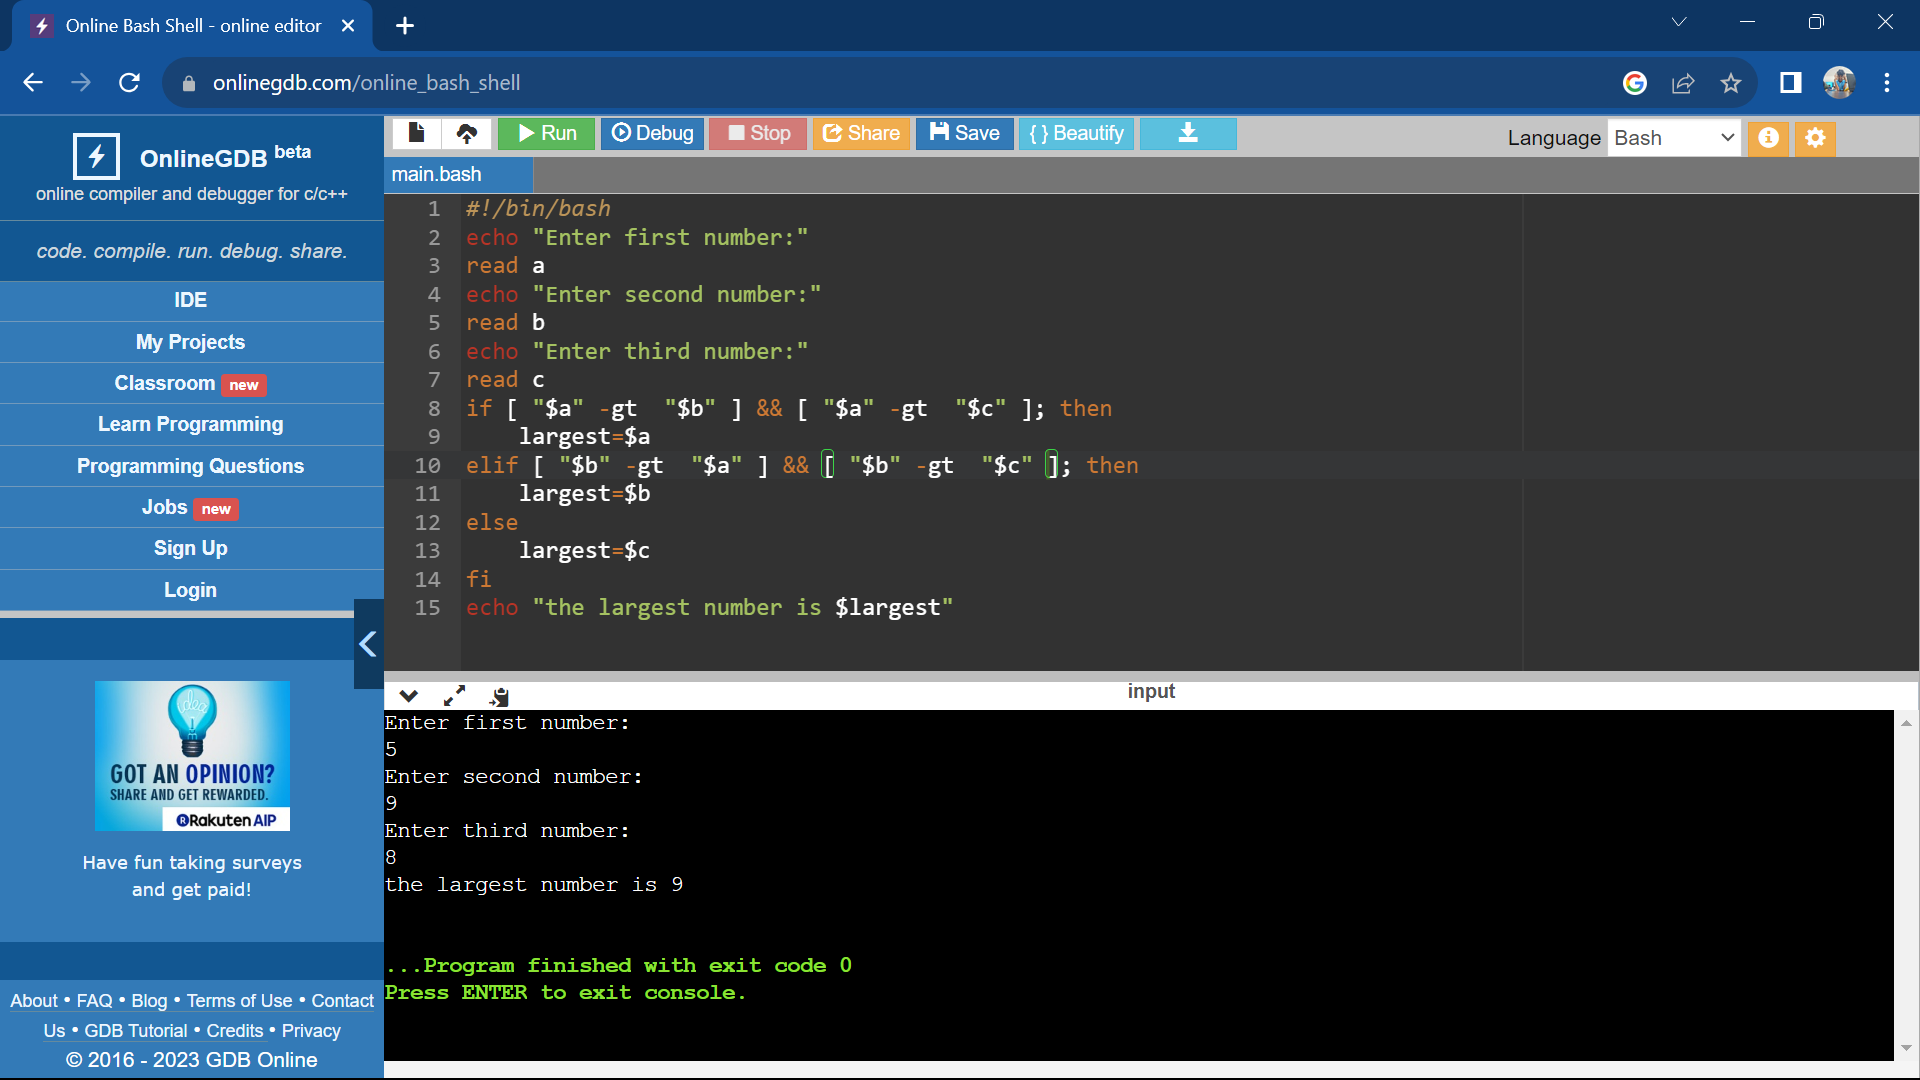 Online Bash Shell - online editor
onlinegdb.com/online_bash_shell
OnlineGDB beta
online compiler and debugger for c/c++
code. compile. run. debug. share.
IDE
My Projects
Classroom new
Learn Programming
Programming Questions
Jobs new
Sign Up
Login
idea
GOT AN OPINION?
SHARE AND GET REWARDED.
Rakuten AIP
Have fun taking surveys
and get paid!
About • FAQ • Blog • Terms of Use • Contact
Us • GDB Tutorial • Credits • Privacy
© 2016 - 2023 GDB Online
Run Debug Stop Share Save { } Beautify
Language Bash
main.bash
1 #!/bin/bash
2 echo "Enter first number:"
3 read a
4 echo "Enter second number:"
5 read b
6 echo "Enter third number:"
7 read c
8 if [ "$a" -gt  "$b" ] && [ "$a" -gt  "$c" ]; then
9     largest=$a
10 elif [ "$b" -gt  "$a" ] && [ "$b" -gt  "$c" ]; then
11     largest=$b
12 else
13     largest=$c
14 fi
15 echo "the largest number is $largest"
input
Enter first number:
5
Enter second number:
9
Enter third number:
8
the largest number is 9
...Program finished with exit code 0
Press ENTER to exit console.